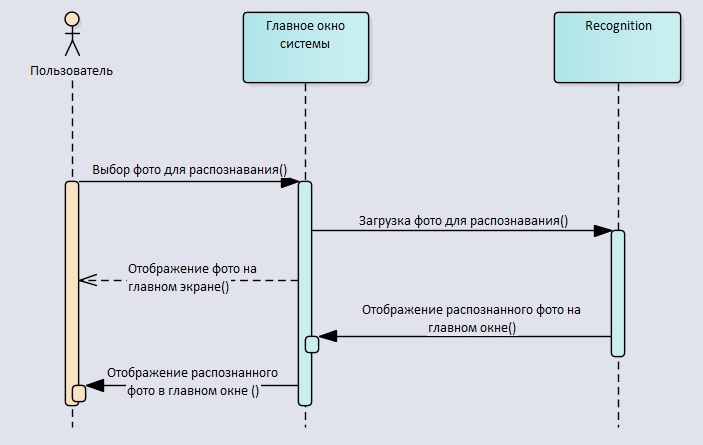 Главное окно
системы
Recognition
Пользователь
Выбор фото для распознавания()
Загрузка фото для распознавания()
Отображение фото на
главном экране()
Отображение распознанного фото на
главном окне()
Отображение распознанного
фото в главном окне ()